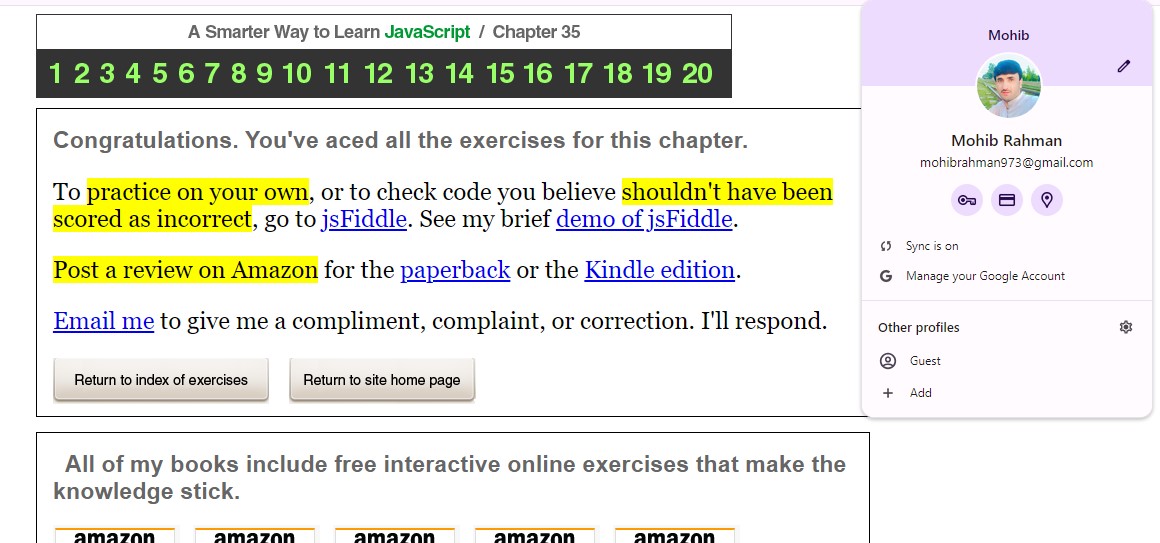 A Smarter Way to Learn JavaScript / Chapter 35
1 2 3 4 5 6 7 8 9 10 11 12 13 14 15 16 17 18 19 20
Congratulations. You've aced all the exercises for this chapter.
To practice on your own, or to check code you believe shouldn't have been
scored as incorrect, go to jsFiddle. See my brief demo of jsFiddle.
Post a review on Amazon for the paperback or the Kindle edition.
Email me to give me a compliment, complaint, or correction. I'll respond.
Return to index of exercises
Return to site home page
All of my books include free interactive online exercises that make the
knowledge stick.
amazon amazon amazon amazon amazon
Mohib
Mohib Rahman
mohibrahman973@gmail.com
Sync is on
G Manage your Google Account
Other profiles
Guest
Add